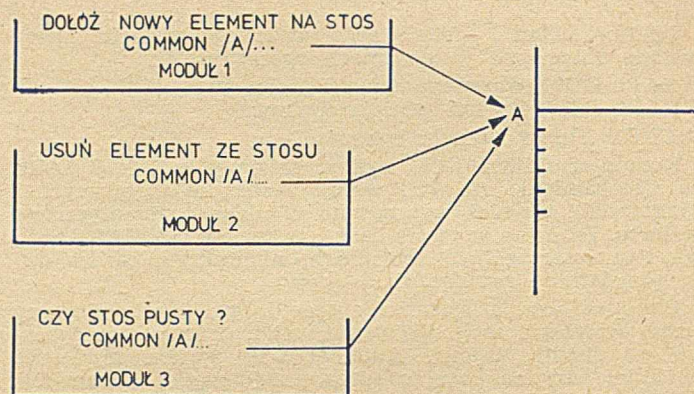 DOŁÓŻ NOWY ELEMENT NA STOS
COMMON /A/...
MODUŁ 1
A
USUŃ ELEMENT ZE STOSU
COMMON /A/....
MODUŁ 2
CZY STOS PUSTY ?
COMMON /A/...
MODUŁ 3